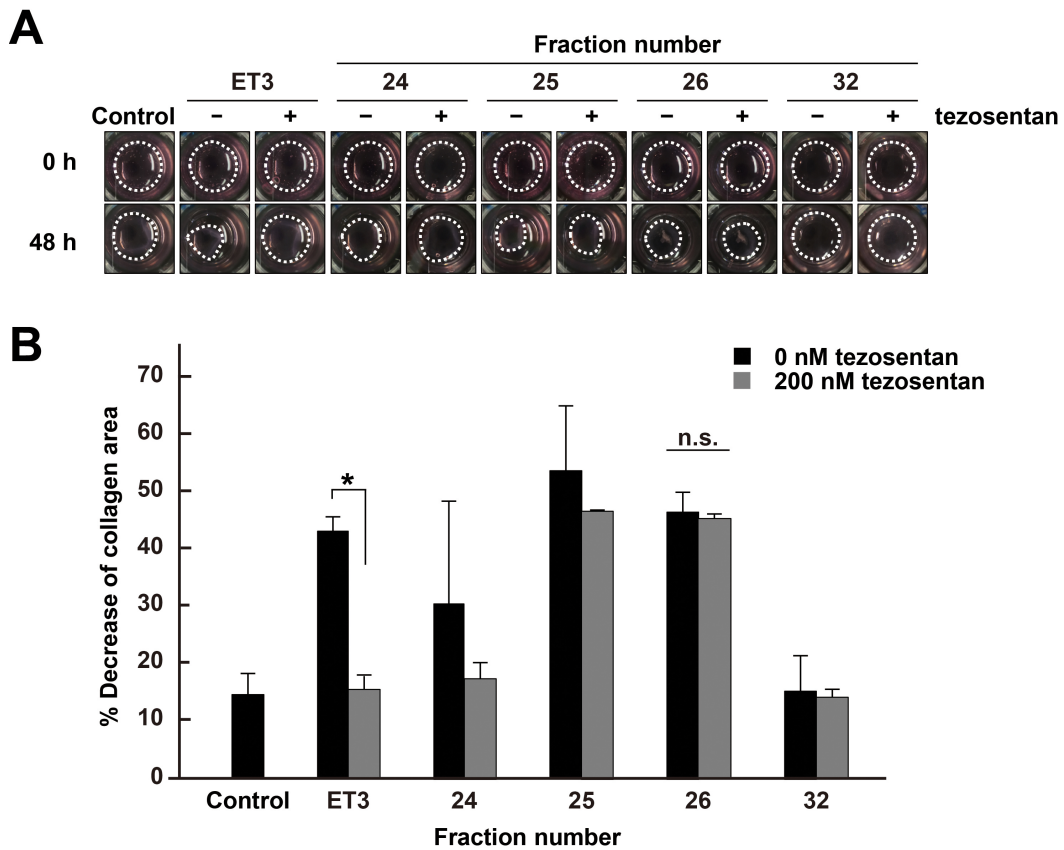 A
Fraction number
ET3 24 25 26 32
Control − + − + − + − + − + tezosentan
0 h
48 h
B
0 nM tezosentan
200 nM tezosentan
% Decrease of collagen area
70
60
50
40
30
20
10
0
*
n.s.
Control ET3 24 25 26 32
Fraction number